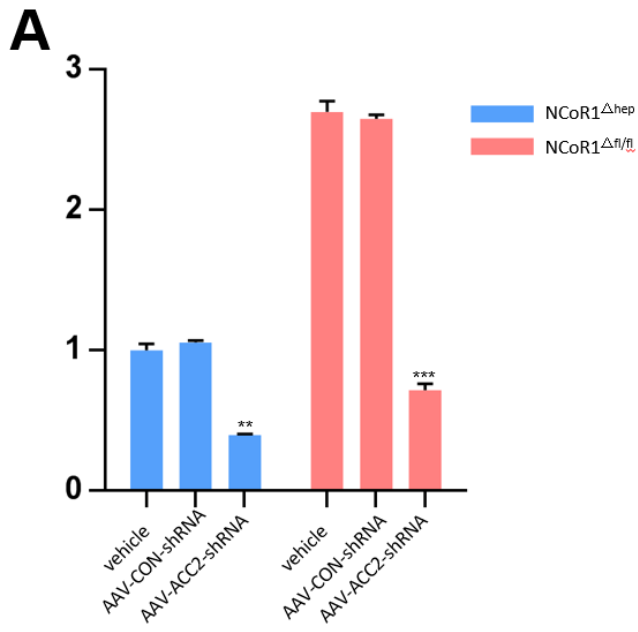 A
3
2
1
0
NCoR1△hep
NCoR1△fl/fl
**
***
vehicle
AAV-CON-shRNA
AAV-ACC2-shRNA
vehicle
AAV-CON-shRNA
AAV-ACC2-shRNA